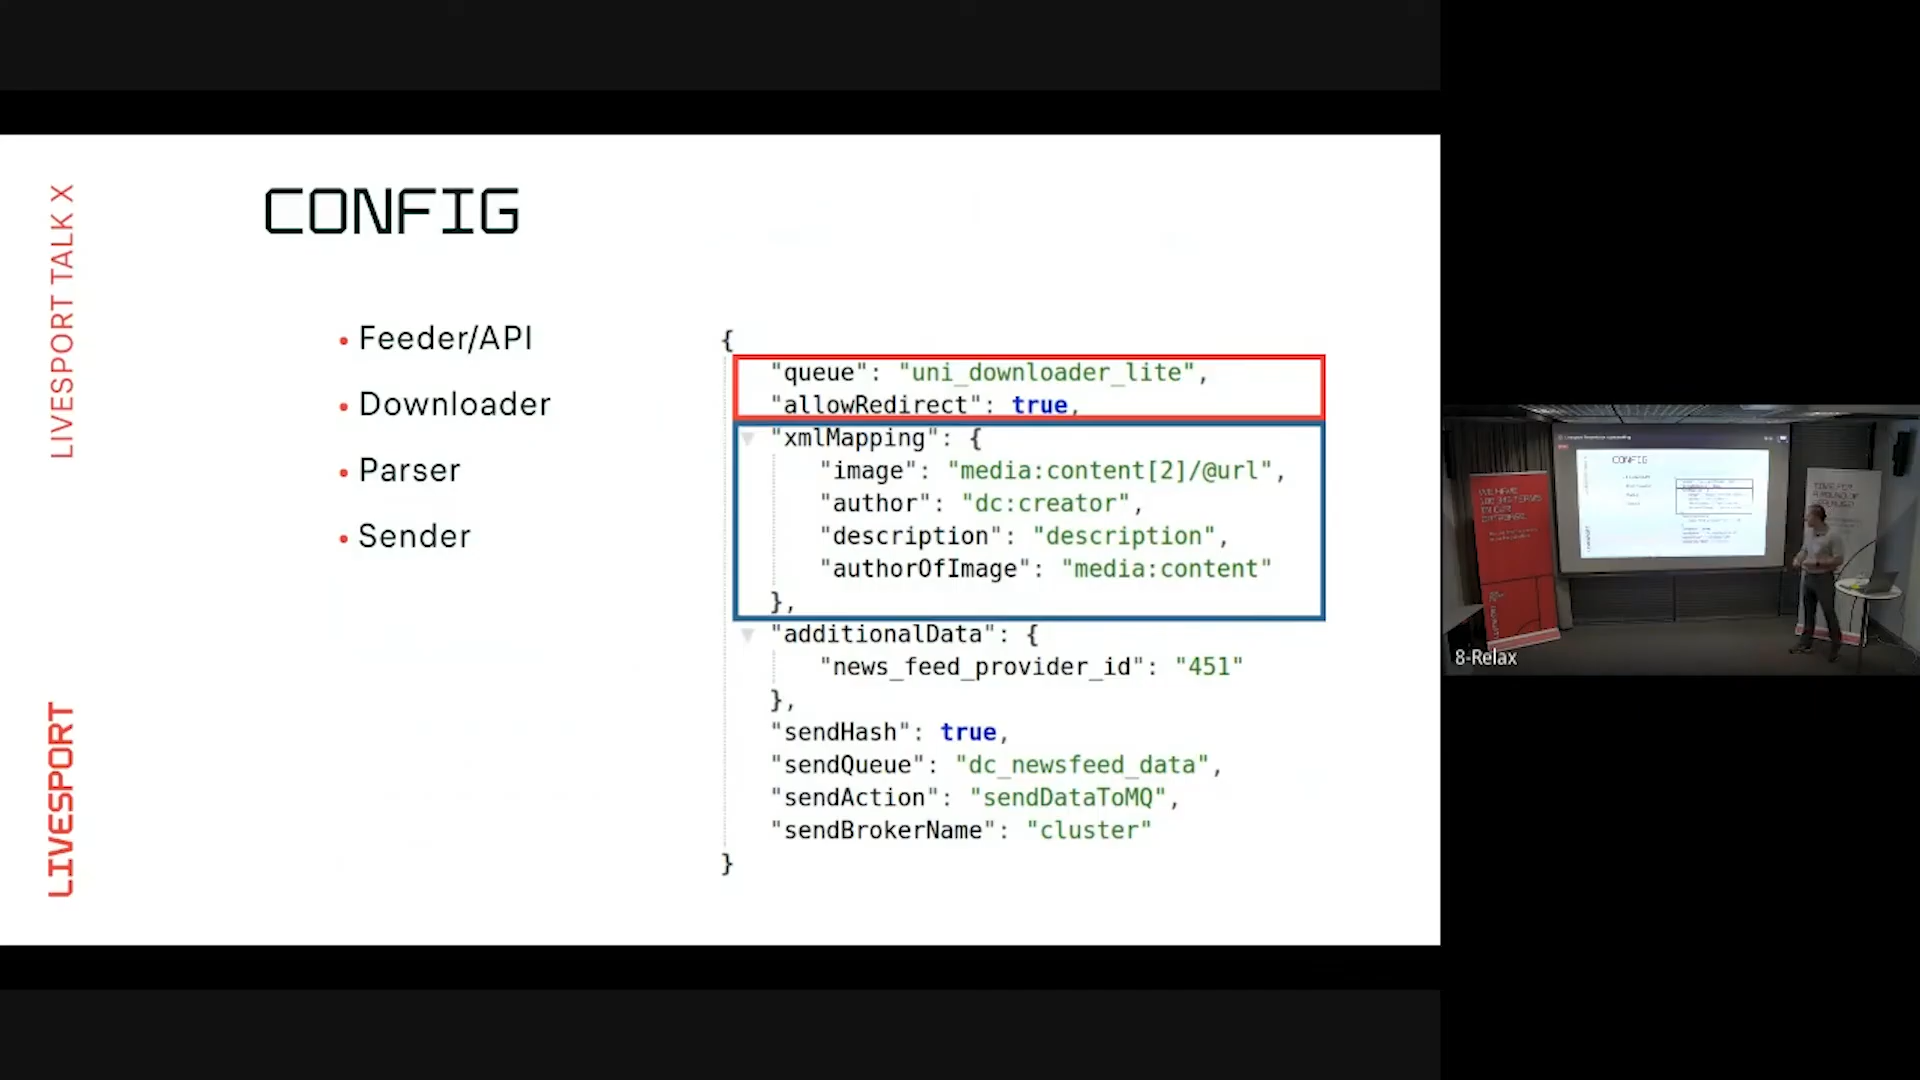 LIVESPORT TALK X
LIVESPORT
CONFIG
• Feeder/API
• Downloader
• Parser
• Sender
{
"queue": "uni_downloader_lite",
"allowRedirect": true,
"xmlMapping": {
"image": "media:content[2]/@url",
"author": "dc:creator",
"description": "description",
"authorOfImage": "media:content"
},
"additionalData": {
"news_feed_provider_id": "451"
},
"sendHash": true,
"sendQueue": "dc_newsfeed_data",
"sendAction": "sendDataToMQ",
"sendBrokerName": "cluster"
}
CONFIG
8-Relax